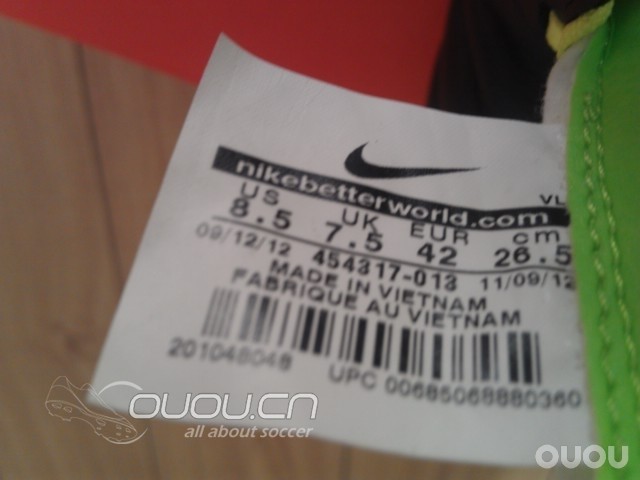 nikebetterworld.com
VL
US UK EUR cm
8.5 7.5 42 26.5
09/12/12 454317-013 11/09/12
MADE IN VIETNAM
FABRIQUE AU VIETNAM
201048048 UPC 00685068880360
OUOU.CN
all about soccer
OUOU